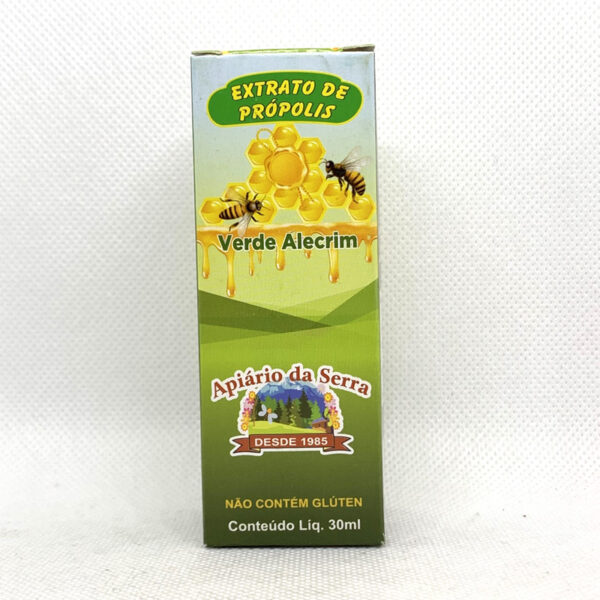 EXTRATO DE
PRÓPOLIS
Verde Alecrim
Apiário da Serra
DESDE 1985
NÃO CONTÉM GLÚTEN
Conteúdo Líq. 30ml